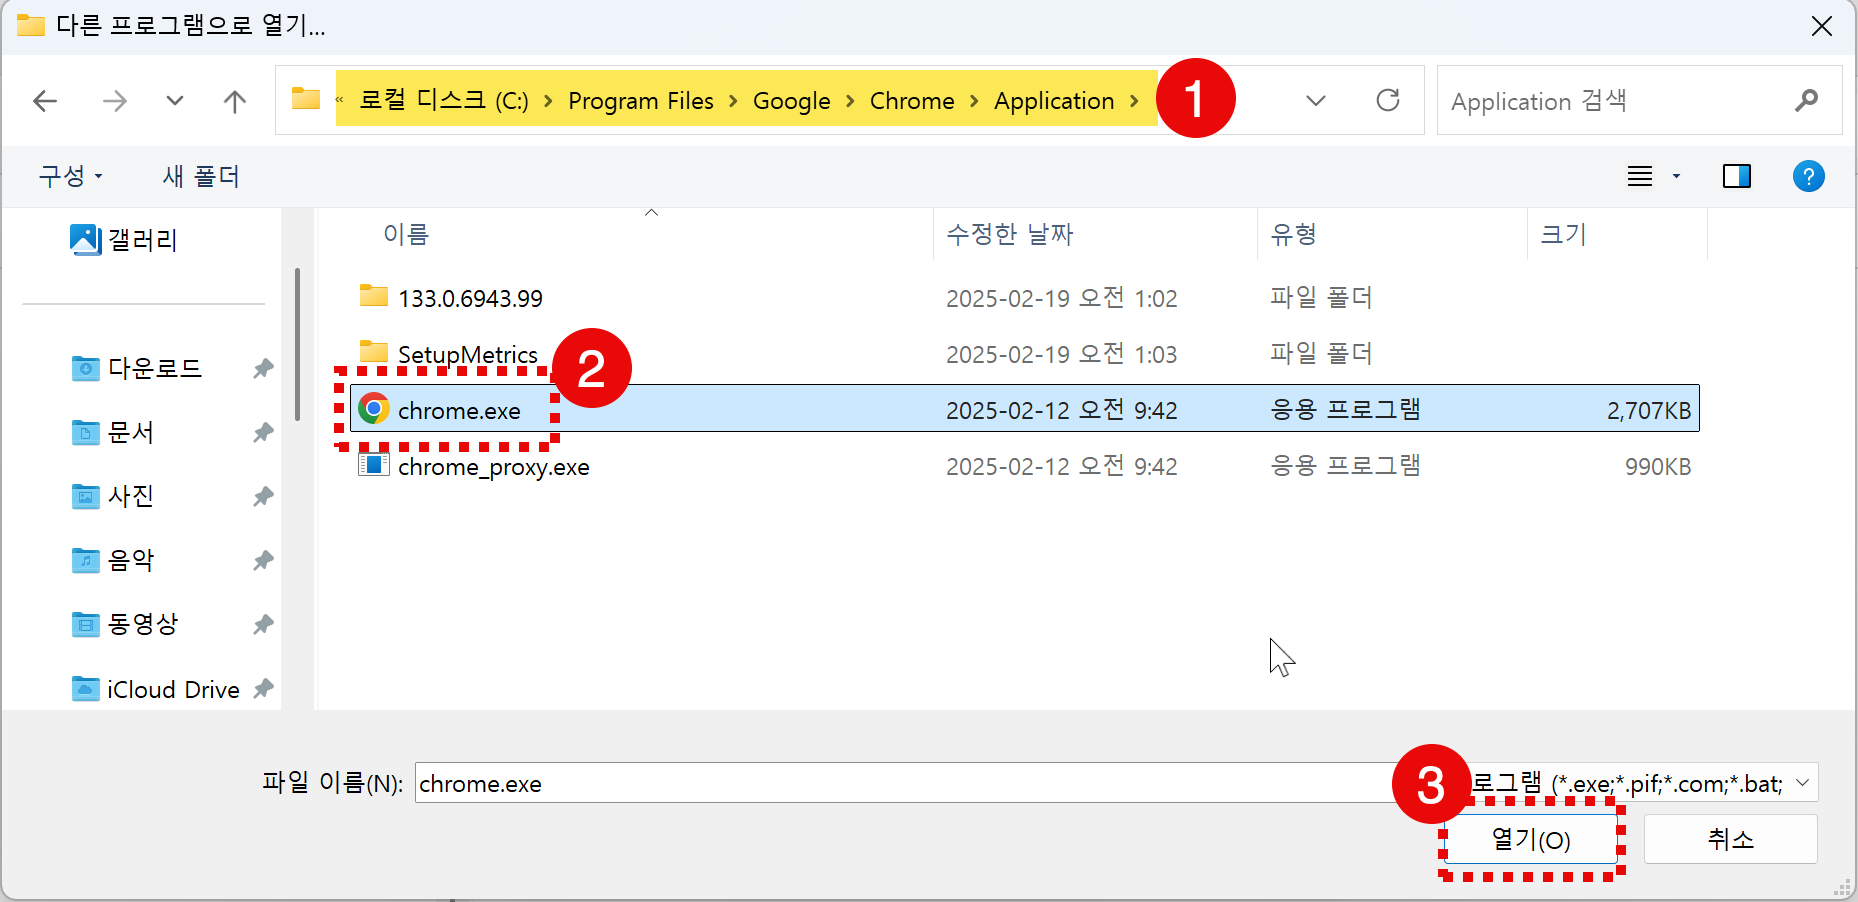 다른 프로그램으로 열기...
« 로컬 디스크 (C:) > Program Files > Google > Chrome > Application > 1
Application 검색
구성 새 폴더 ?
갤러리
다운로드
문서
사진
음악
동영상
iCloud Drive
이름 수정한 날짜 유형 크기
133.0.6943.99 2025-02-19 오전 1:02 파일 폴더
SetupMetrics 2025-02-19 오전 1:03 파일 폴더
2
chrome.exe 2025-02-12 오전 9:42 응용 프로그램 2,707KB
chrome_proxy.exe 2025-02-12 오전 9:42 응용 프로그램 990KB
파일 이름(N): chrome.exe
3 로그램 (*.exe;*.pif;*.com;*.bat;
열기(O) 취소